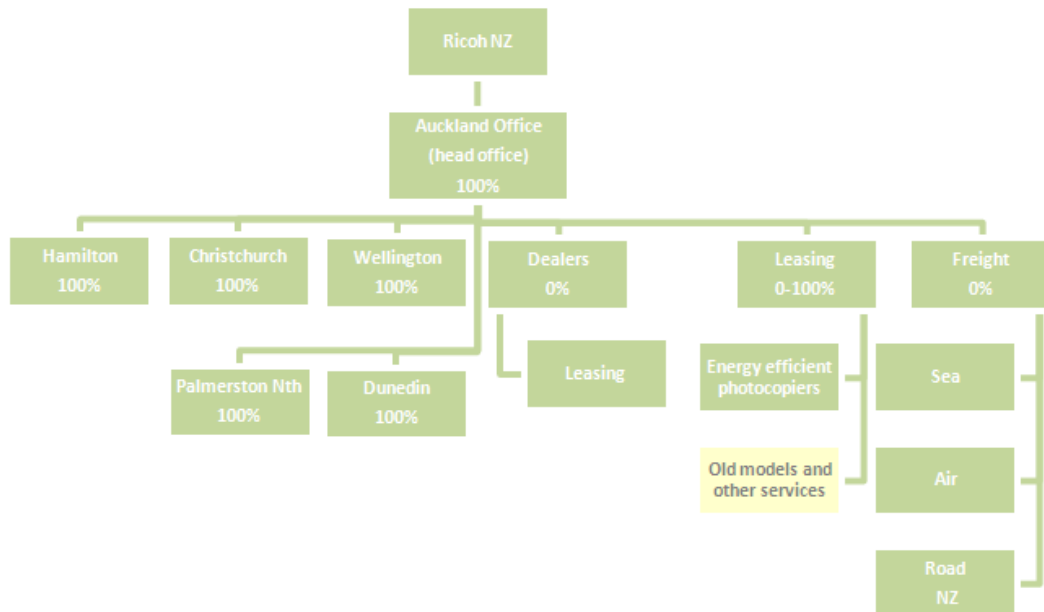 Ricoh NZ
Auckland Office
(head office)
100%
Hamilton
100%
Christchurch
100%
Wellington
100%
Dealers
0%
Leasing
0-100%
Freight
0%
Palmerston Nth
100%
Dunedin
100%
Leasing
Energy efficient
photocopiers
Old models and
other services
Sea
Air
Road
NZ